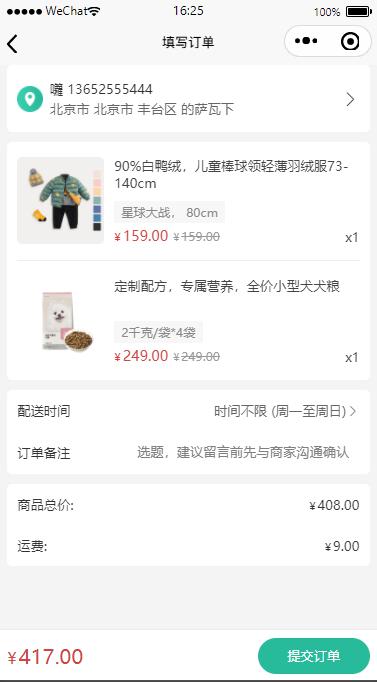 WeChat 16:25 100%
填写订单
囎 13652555444
北京市 北京市 丰台区 的萨瓦下
90%白鸭绒，儿童棒球领轻薄羽绒服73-
140cm
星球大战， 80cm
¥159.00 ¥159.00 x1
定制配方，专属营养，全价小型犬犬粮
2千克/袋*4袋
¥249.00 ¥249.00 x1
配送时间 时间不限 (周一至周日)
订单备注 选题，建议留言前先与商家沟通确认
商品总价: ¥408.00
运费: ¥9.00
¥417.00 提交订单